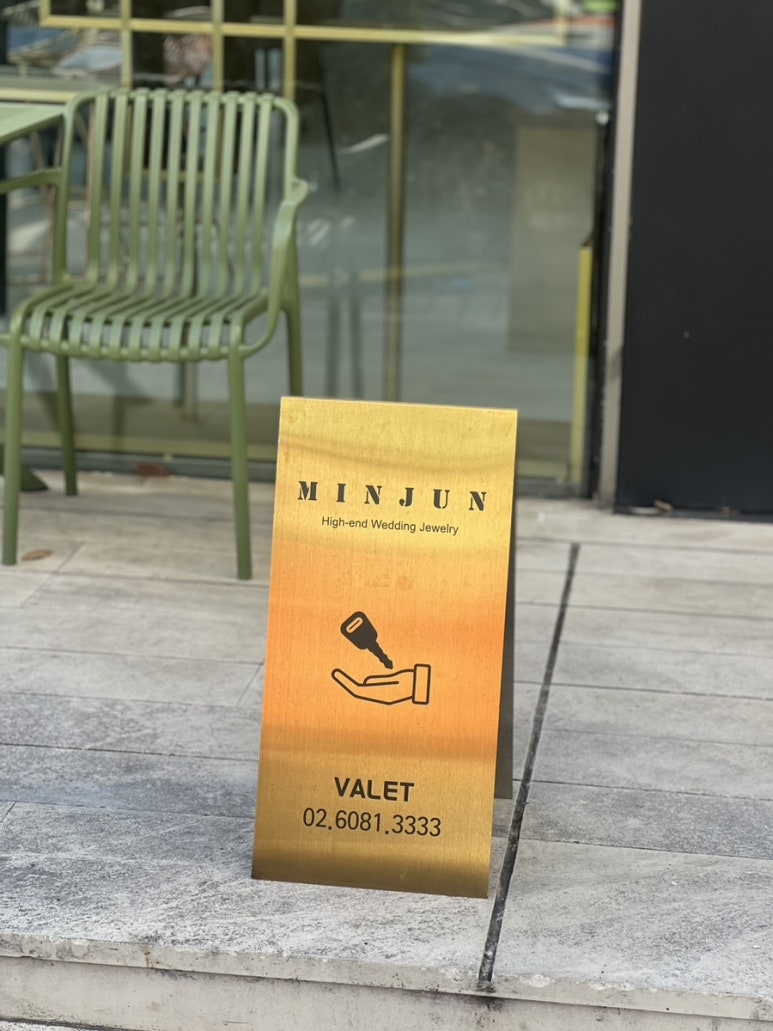 MINJUN
High-end Wedding Jewelry
VALET
02.6081.3333